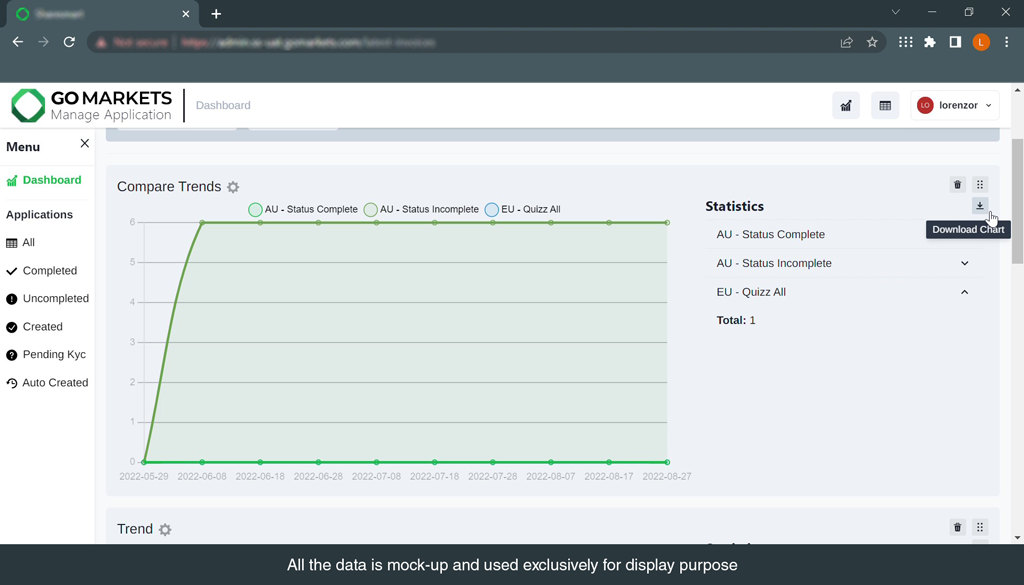 Not secure
GO MARKETS
Manage Application
Dashboard
LO
lorenzor
L
Menu
Dashboard
Applications
All
Completed
Uncompleted
Created
Pending Kyc
Auto Created
Compare Trends
AU - Status Complete
AU - Status Incomplete
EU - Quizz All
6
5
4
3
2
1
0
2022-05-29
2022-06-08
2022-06-18
2022-06-28
2022-07-08
2022-07-18
2022-07-28
2022-08-07
2022-08-17
2022-08-27
Statistics
Download Chart
AU - Status Complete
AU - Status Incomplete
EU - Quizz All
Total: 1
Trend
All the data is mock-up and used exclusively for display purpose